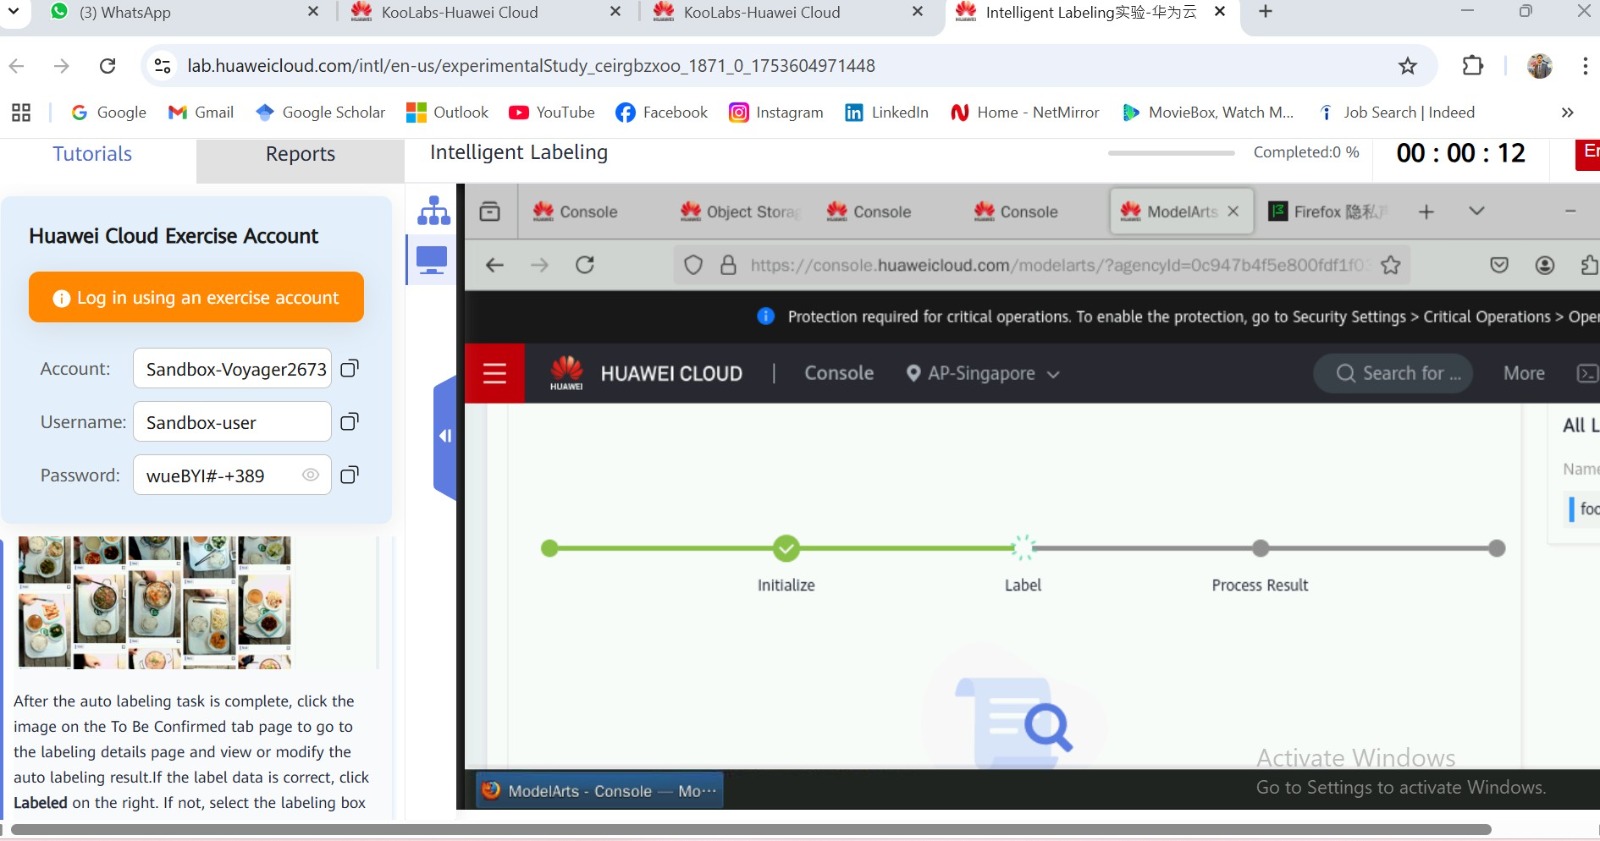 (3) WhatsApp
KooLabs-Huawei Cloud
KooLabs-Huawei Cloud
Intelligent Labeling实验-华为云
lab.huaweicloud.com/intl/en-us/experimentalStudy_ceirgbzxoo_1871_0_1753604971448
Google
Gmail
Google Scholar
Outlook
YouTube
Facebook
Instagram
LinkedIn
Home - NetMirror
MovieBox, Watch M...
Job Search | Indeed
Tutorials
Reports
Intelligent Labeling
Completed:0 %
00 : 00 : 12
Huawei Cloud Exercise Account
Log in using an exercise account
Account: Sandbox-Voyager2673
Username: Sandbox-user
Password: wueBYI#-+389
After the auto labeling task is complete, click the
image on the To Be Confirmed tab page to go to
the labeling details page and view or modify the
auto labeling result.If the label data is correct, click
Labeled on the right. If not, select the labeling box
Console
Object Stora
Console
Console
ModelArts
Firefox 隐私
https://console.huaweicloud.com/modelarts/?agencyId=0c947b4f5e800fdf1f0
Protection required for critical operations. To enable the protection, go to Security Settings > Critical Operations > Oper
HUAWEI
HUAWEI CLOUD
Console
AP-Singapore
Search for ...
More
All L
Name
foo
Initialize
Label
Process Result
Activate Windows
Go to Settings to activate Windows.
ModelArts - Console — Mo···